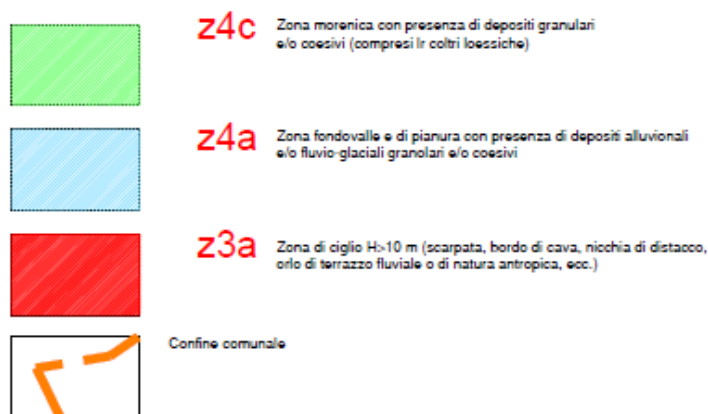 z4c
Zona morenica con presenza di depositi granulari
e/o coesivi (compresi lr coltri loessiche)
z4a
Zona fondovalle e di pianura con presenza di depositi alluvionali
e/o fluvio-glaciali granolari e/o coesivi
z3a
Zona di ciglio H>10 m (scarpata, bordo di cava, nicchia di distacco,
orlo di terrazzo fluviale o di natura antropica, ecc.)
Confine comunale